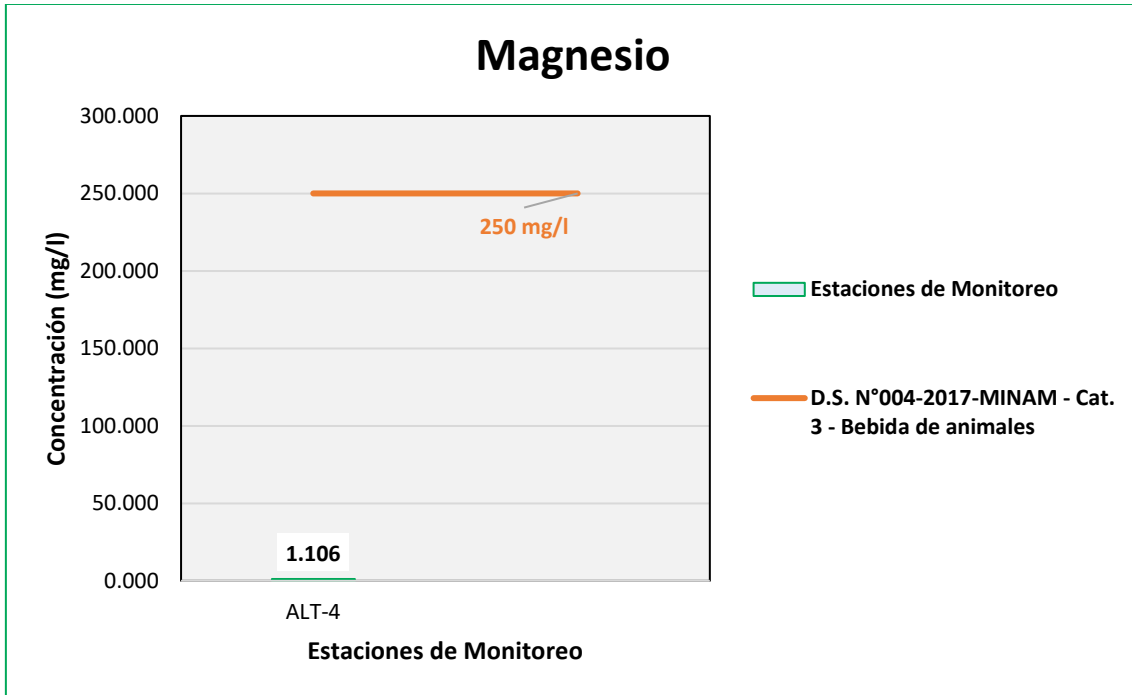 Magnesio
300.000
250.000
200.000
150.000
100.000
50.000
0.000
Concentración (mg/l)
250 mg/l
1.106
ALT-4
Estaciones de Monitoreo
Estaciones de Monitoreo
D.S. N°004-2017-MINAM - Cat.
3 - Bebida de animales